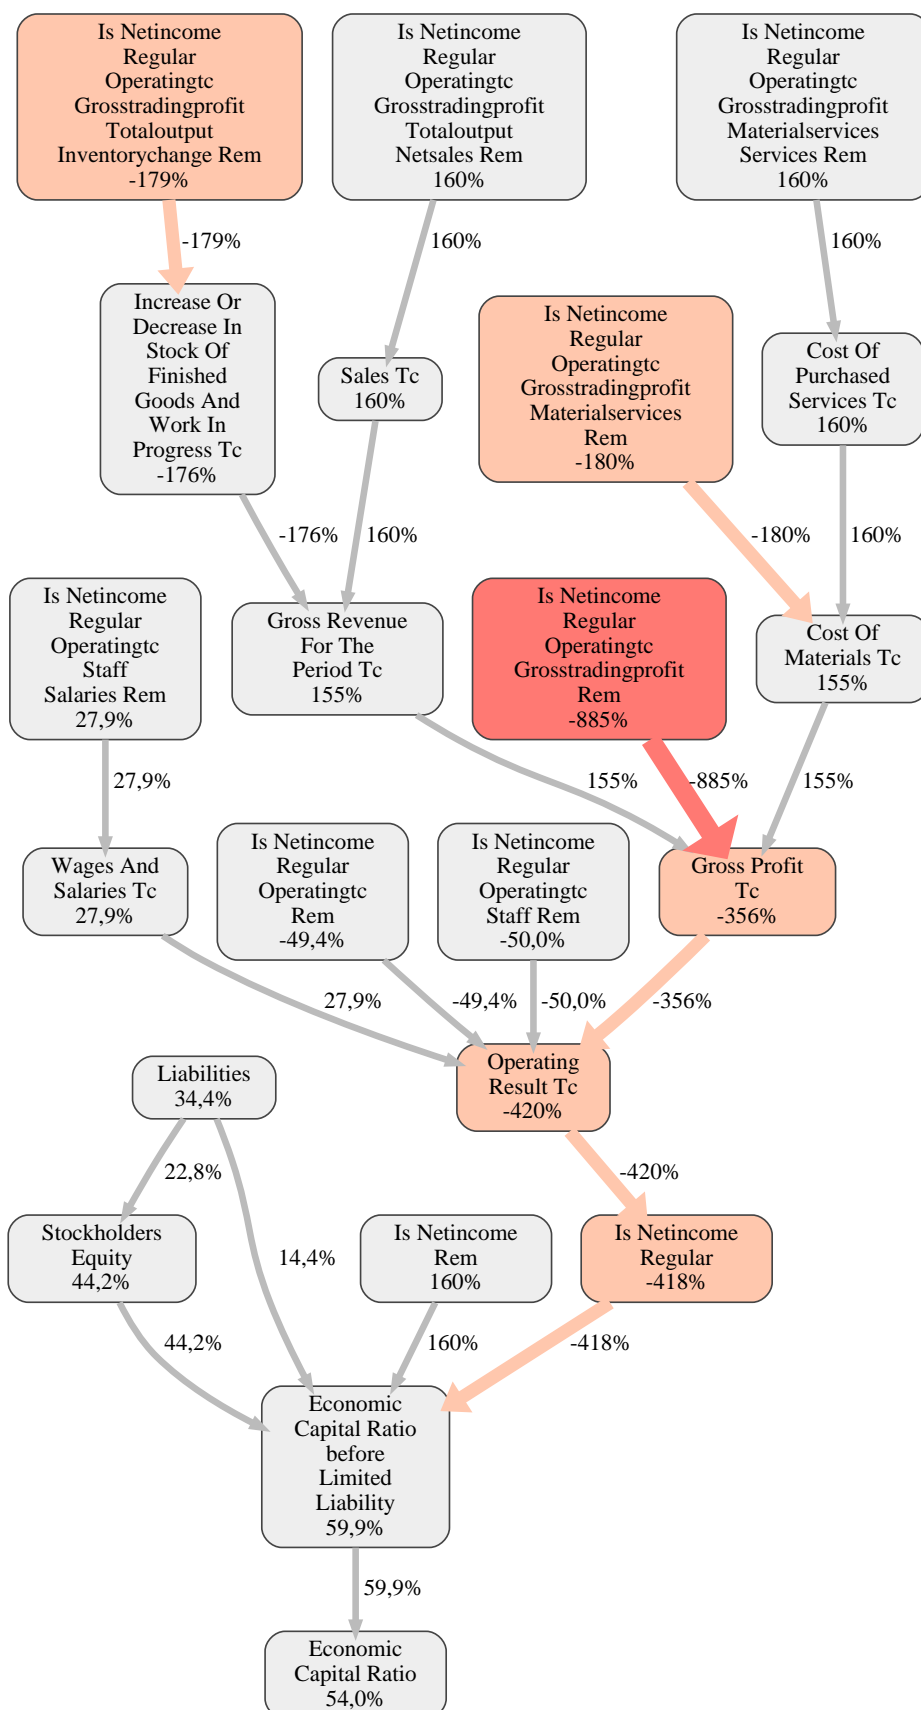 Is Netincome
Regular
Operatingtc
Grosstradingprofit
Totaloutput
Inventorychange Rem
-179%
Is Netincome
Regular
Operatingtc
Grosstradingprofit
Totaloutput
Netsales Rem
160%
Is Netincome
Regular
Operatingtc
Grosstradingprofit
Materialservices
Services Rem
160%
-179%
160%
160%
Increase Or
Decrease In
Stock Of
Finished
Goods And
Work In
Progress Tc
-176%
Sales Tc
160%
Is Netincome
Regular
Operatingtc
Grosstradingprofit
Materialservices
Rem
-180%
Cost Of
Purchased
Services Tc
160%
-176%
160%
-180%
160%
Is Netincome
Regular
Operatingtc
Staff
Salaries Rem
27,9%
Gross Revenue
For The
Period Tc
155%
Is Netincome
Regular
Operatingtc
Grosstradingprofit
Rem
-885%
Cost Of
Materials Tc
155%
27,9%
155%
-885%
155%
Wages And
Salaries Tc
27,9%
Is Netincome
Regular
Operatingtc
Rem
-49,4%
Is Netincome
Regular
Operatingtc
Staff Rem
-50,0%
Gross Profit
Tc
-356%
27,9%
-49,4%
-50,0%
-356%
Liabilities
34,4%
Operating
Result Tc
-420%
22,8%
14,4%
-420%
Stockholders
Equity
44,2%
Is Netincome
Rem
160%
Is Netincome
Regular
-418%
44,2%
160%
-418%
Economic
Capital Ratio
before
Limited
Liability
59,9%
59,9%
Economic
Capital Ratio
54,0%